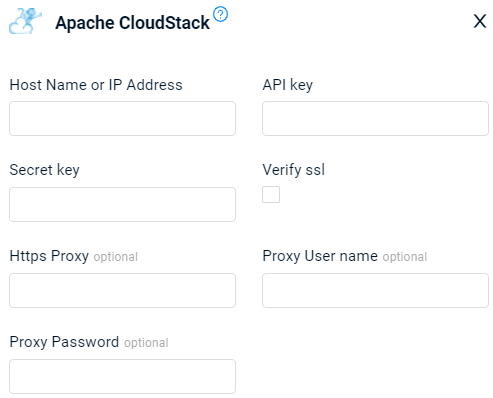 Apache CloudStack ?
X
Host Name or IP Address
API key
Secret key
Verify ssl
Https Proxy optional
Proxy User name optional
Proxy Password optional